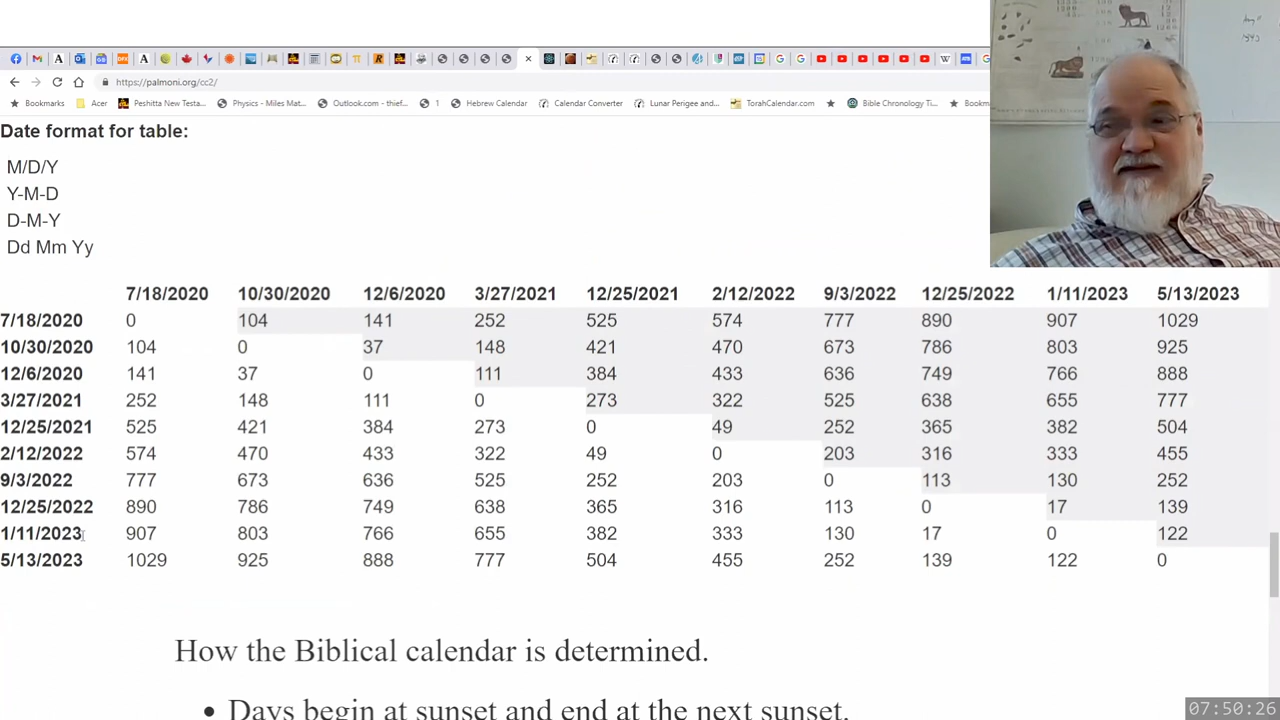 https://palmoni.org/cc2/
Bookmarks Acer Peshitta New Testa... Physics - Miles Mat... Outlook.com - thief... 1 Hebrew Calendar Calendar Converter Lunar Perigee and... TorahCalendar.com Bible Chronology Ti... Bookm
Date format for table:
M/D/Y
Y-M-D
D-M-Y
Dd Mm Yy
7/18/2020 10/30/2020 12/6/2020 3/27/2021 12/25/2021 2/12/2022 9/3/2022 12/25/2022 1/11/2023 5/13/2023
7/18/2020 0 104 141 252 525 574 777 890 907 1029
10/30/2020 104 0 37 148 421 470 673 786 803 925
12/6/2020 141 37 0 111 384 433 636 749 766 888
3/27/2021 252 148 111 0 273 322 525 638 655 777
12/25/2021 525 421 384 273 0 49 252 365 382 504
2/12/2022 574 470 433 322 49 0 203 316 333 455
9/3/2022 777 673 636 525 252 203 0 113 130 252
12/25/2022 890 786 749 638 365 316 113 0 17 139
1/11/2023 907 803 766 655 382 333 130 17 0 122
5/13/2023 1029 925 888 777 504 455 252 139 122 0
How the Biblical calendar is determined.
• Days begin at sunset and end at the next sunset.
07:50:26